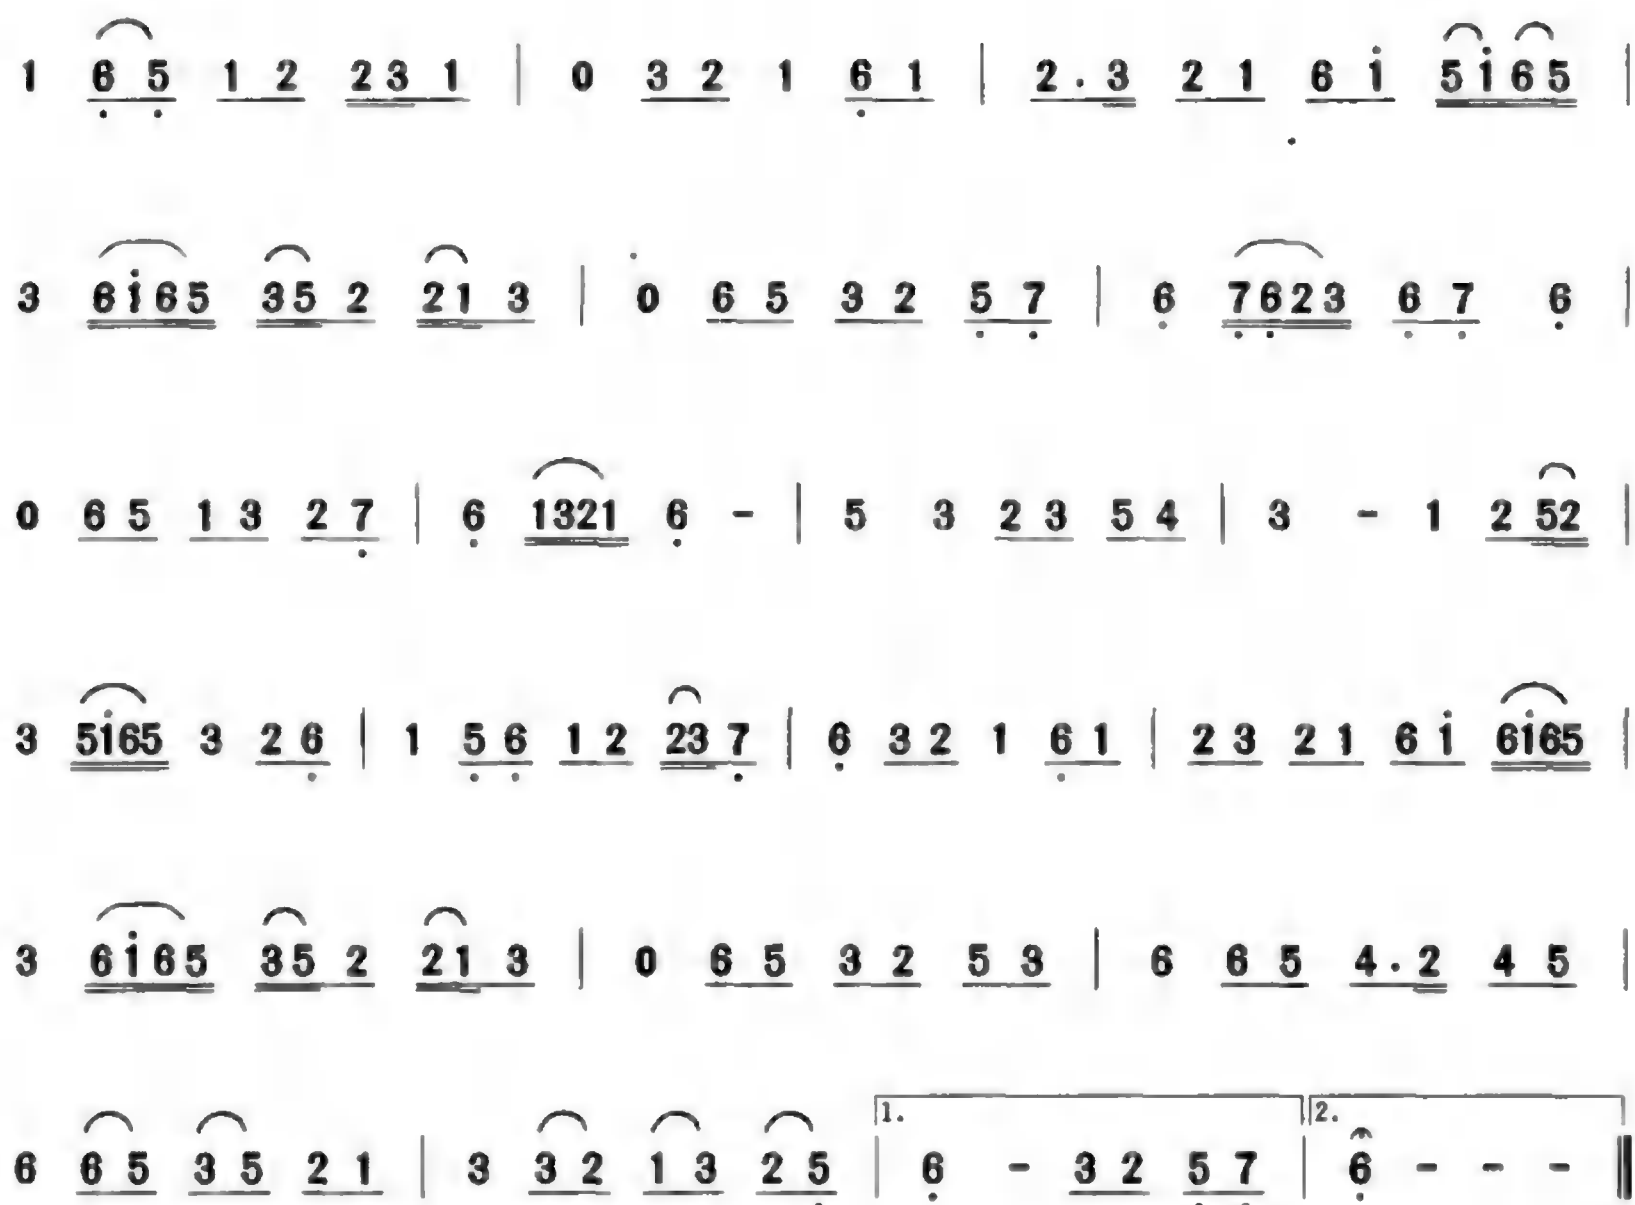 1 6̣ 5̣ 1 2 2 3 1 | 0 3 2 1 6̣ 1 | 2 . 3 2 1 6 i 5 i 6 5 |
3 6 i 6 5 3 5 2 2 1 3 | 0 6 5 3 2 5̣ 7̣ | 6̣ 7̣ 6̣ 2 3 6̣ 7̣ 6̣ |
0 6 5 1 3 2 7̣ | 6̣ 1 3 2 1 6̣ - | 5 3 2 3 5 4 | 3 - 1 2 5 2 |
3 5 i 6 5 3 2 6̣ | 1 5̣ 6̣ 1 2 2 3 7̣ | 6̣ 3 2 1 6̣ 1 | 2 3 2 1 6 i 6 i 6 5 |
3 6 i 6 5 3 5 2 2 1 3 | 0 6 5 3 2 5 3 | 6 6 5 4 . 2 4 5 |
1. 2.
6 6 5 3 5 2 1 | 3 3 2 1 3 2 5̣ | 6̣ - 3 2 5̣ 7̣ | 6̣ - - - ‖